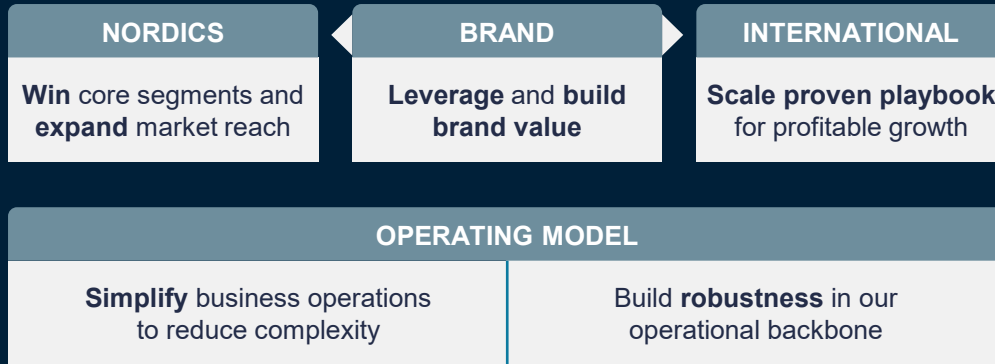 NORDICS
Win core segments and
expand market reach
BRAND
Leverage and build
brand value
INTERNATIONAL
Scale proven playbook
for profitable growth
OPERATING MODEL
Simplify business operations
to reduce complexity
Build robustness in our
operational backbone